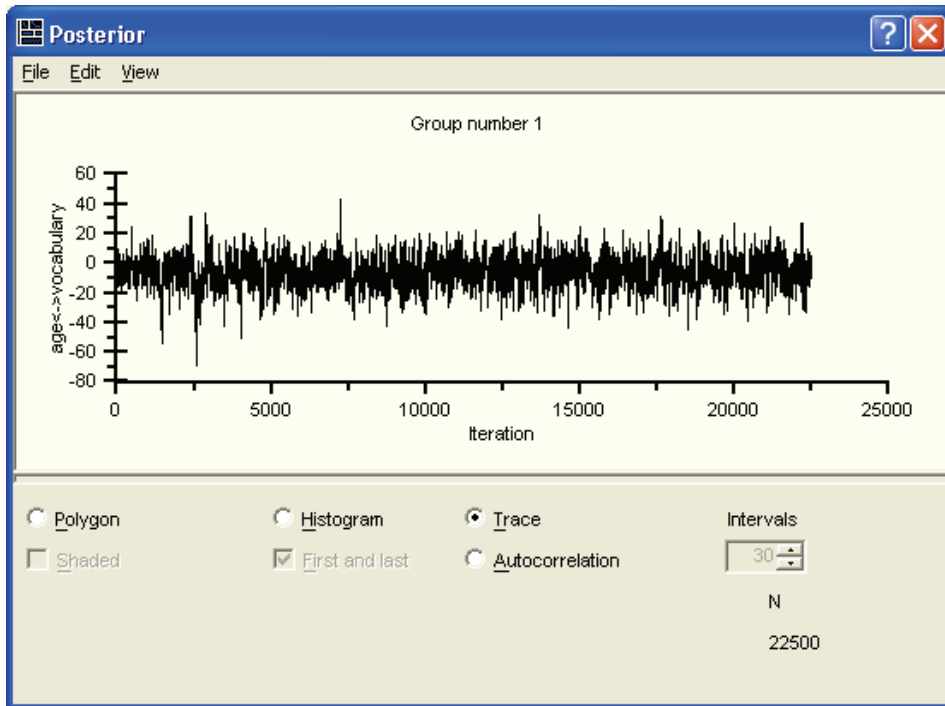 Posterior
File Edit View
Group number 1
age<->vocabulary
60
40
20
0
-20
-40
-60
-80
0 5000 10000 15000 20000 25000
Iteration
Polygon Histogram Trace Intervals
Shaded First and last Autocorrelation 30
N
22500